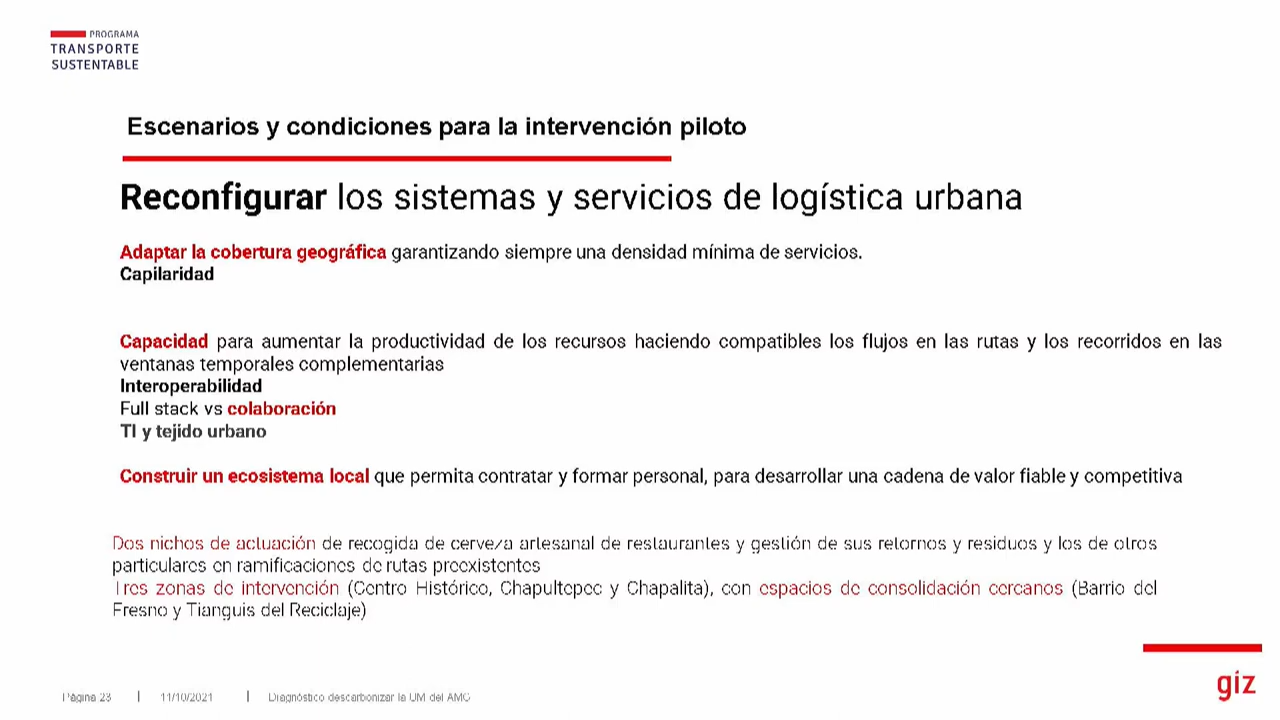 PROGRAMA
TRANSPORTE
SUSTENTABLE
Escenarios y condiciones para la intervención piloto
Reconfigurar los sistemas y servicios de logística urbana
Adaptar la cobertura geográfica garantizando siempre una densidad mínima de servicios.
Capilaridad
Capacidad para aumentar la productividad de los recursos haciendo compatibles los flujos en las rutas y los recorridos en las
ventanas temporales complementarias
Interoperabilidad
Full stack vs colaboración
TI y tejido urbano
Construir un ecosistema local que permita contratar y formar personal, para desarrollar una cadena de valor fiable y competitiva
Dos nichos de actuación de recogida de cerveza artesanal de restaurantes y gestión de sus retornos y residuos y los de otros
particulares en ramificaciones de rutas preexistentes
Tres zonas de intervención (Centro Histórico, Chapultepec y Chapalita), con espacios de consolidación cercanos (Barrio del
Fresno y Tianguis del Reciclaje)
giz
Página 23 | 11/10/2021 | Diagnóstico descarbonizar la UM del AMG